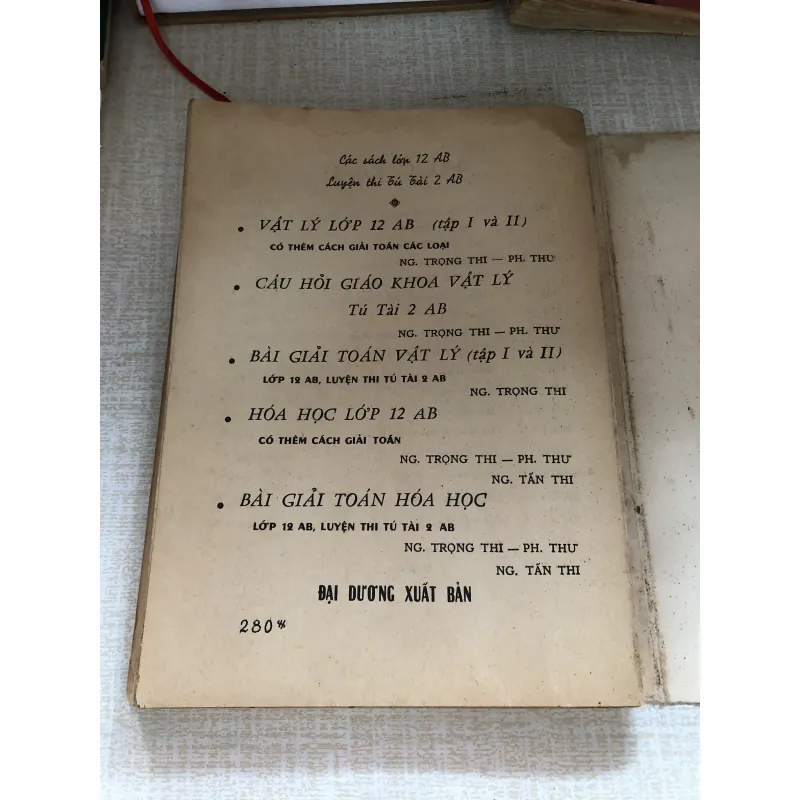 Các sách lớp 12 AB
Luyện thi Tú Tài 2 AB
• VẬT LÝ LỚP 12 AB (tập I và II)
CÓ THÊM CÁCH GIẢI TOÁN CÁC LOẠI
NG. TRỌNG THI — PH. THƯ
• CÂU HỎI GIÁO KHOA VẬT LÝ
Tú Tài 2 AB
NG. TRỌNG THI — PH. THƯ
• BÀI GIẢI TOÁN VẬT LÝ (tập I và II)
LỚP 12 AB, LUYỆN THI TÚ TÀI 2 AB
NG. TRỌNG THI
• HÓA HỌC LỚP 12 AB
CÓ THÊM CÁCH GIẢI TOÁN
NG. TRỌNG THI — PH. THƯ
NG. TẤN THI
• BÀI GIẢI TOÁN HÓA HỌC
LỚP 12 AB, LUYỆN THI TÚ TÀI 2 AB
NG. TRỌNG THI — PH. THƯ
NG. TẤN THI
ĐẠI DƯƠNG XUẤT BẢN
280